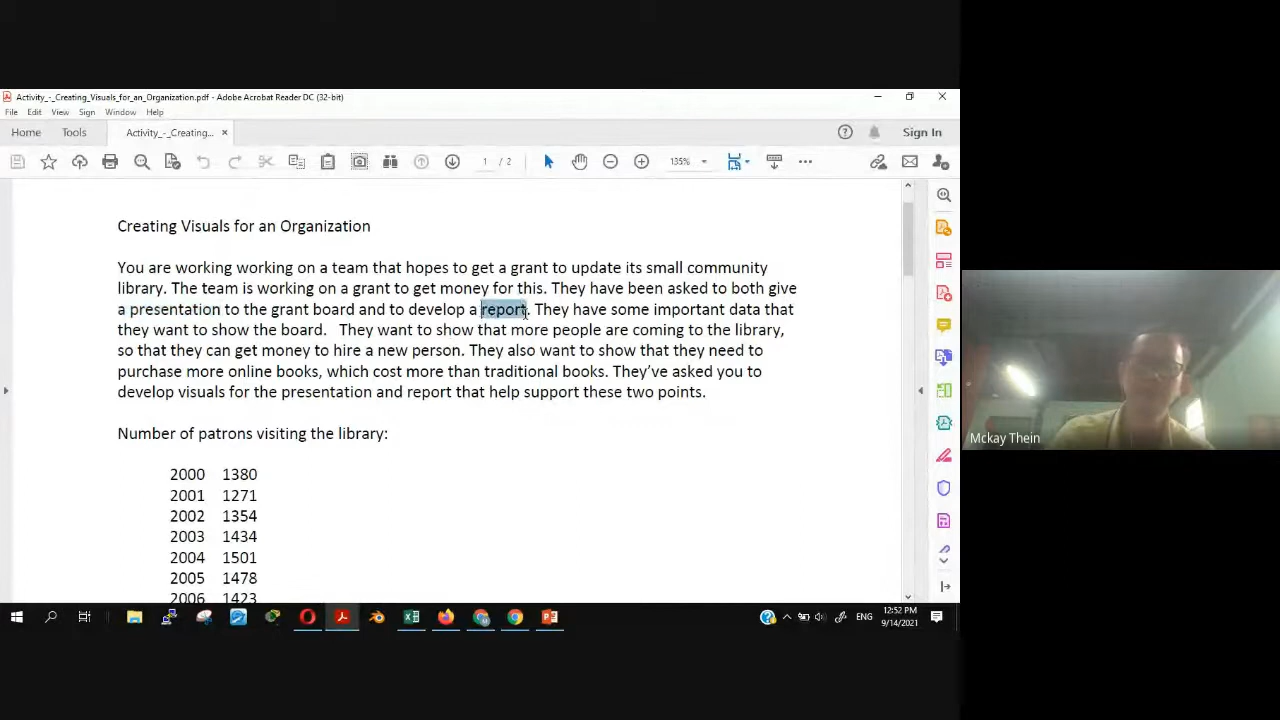 Activity_-_Creating_Visuals_for_an_Organization.pdf - Adobe Acrobat Reader DC (32-bit)
File Edit View Sign Window Help
Home Tools Activity_-_Creating... × Sign In
1 / 2 135%
Creating Visuals for an Organization
You are working working on a team that hopes to get a grant to update its small community
library. The team is working on a grant to get money for this. They have been asked to both give
a presentation to the grant board and to develop a report. They have some important data that
they want to show the board. They want to show that more people are coming to the library,
so that they can get money to hire a new person. They also want to show that they need to
purchase more online books, which cost more than traditional books. They've asked you to
develop visuals for the presentation and report that help support these two points.
Number of patrons visiting the library:
2000 1380
2001 1271
2002 1354
2003 1434
2004 1501
2005 1478
2006 1423
Mckay Thein
ENG
12:52 PM
9/14/2021